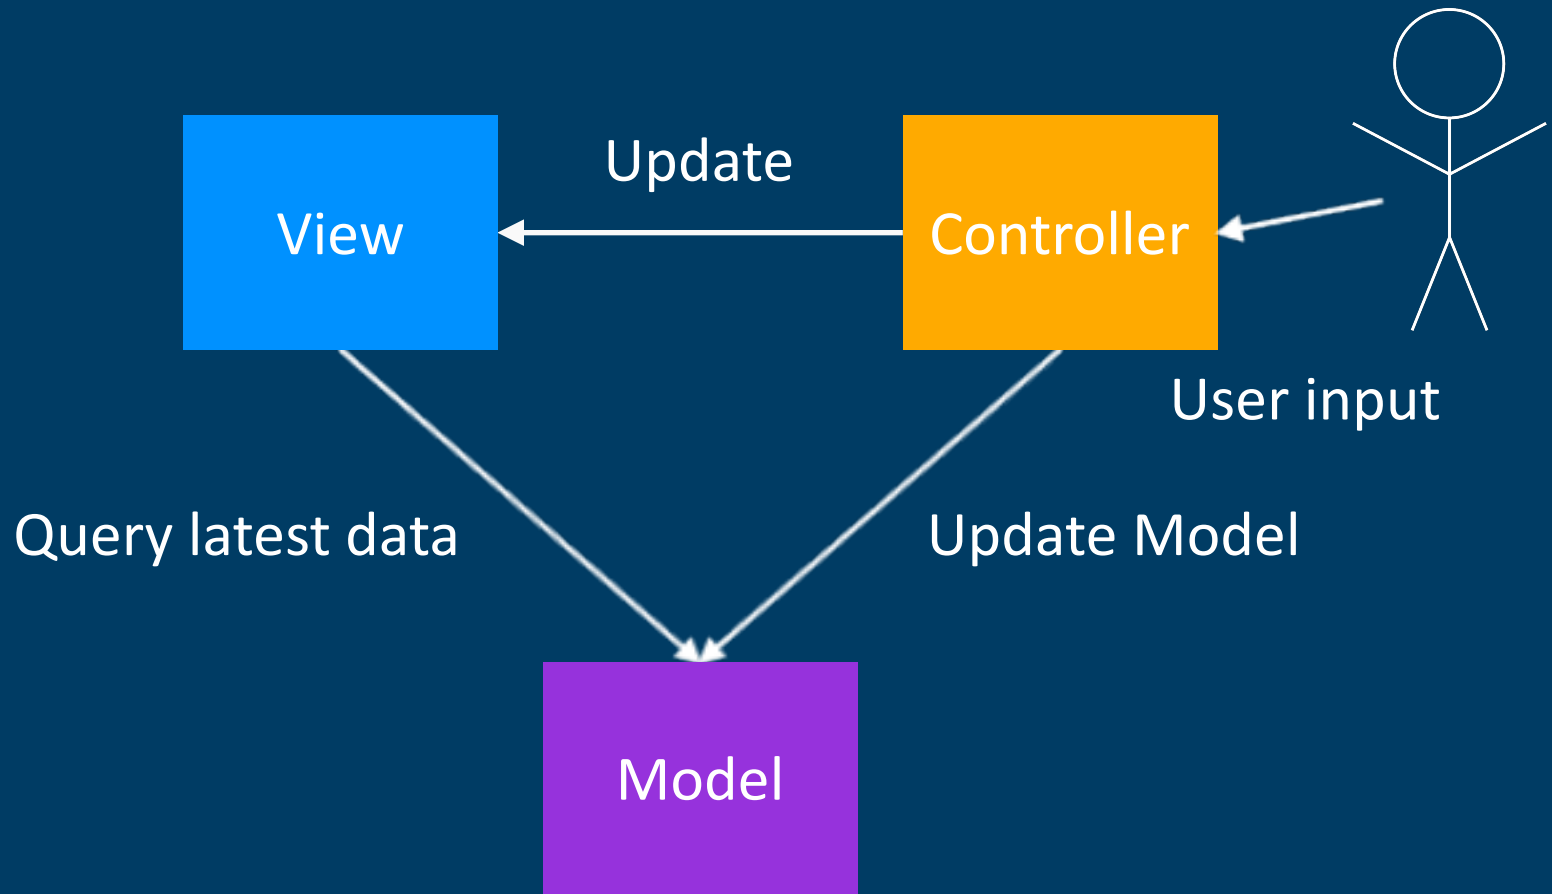 Update
View
Controller
User input
Query latest data
Update Model
Model